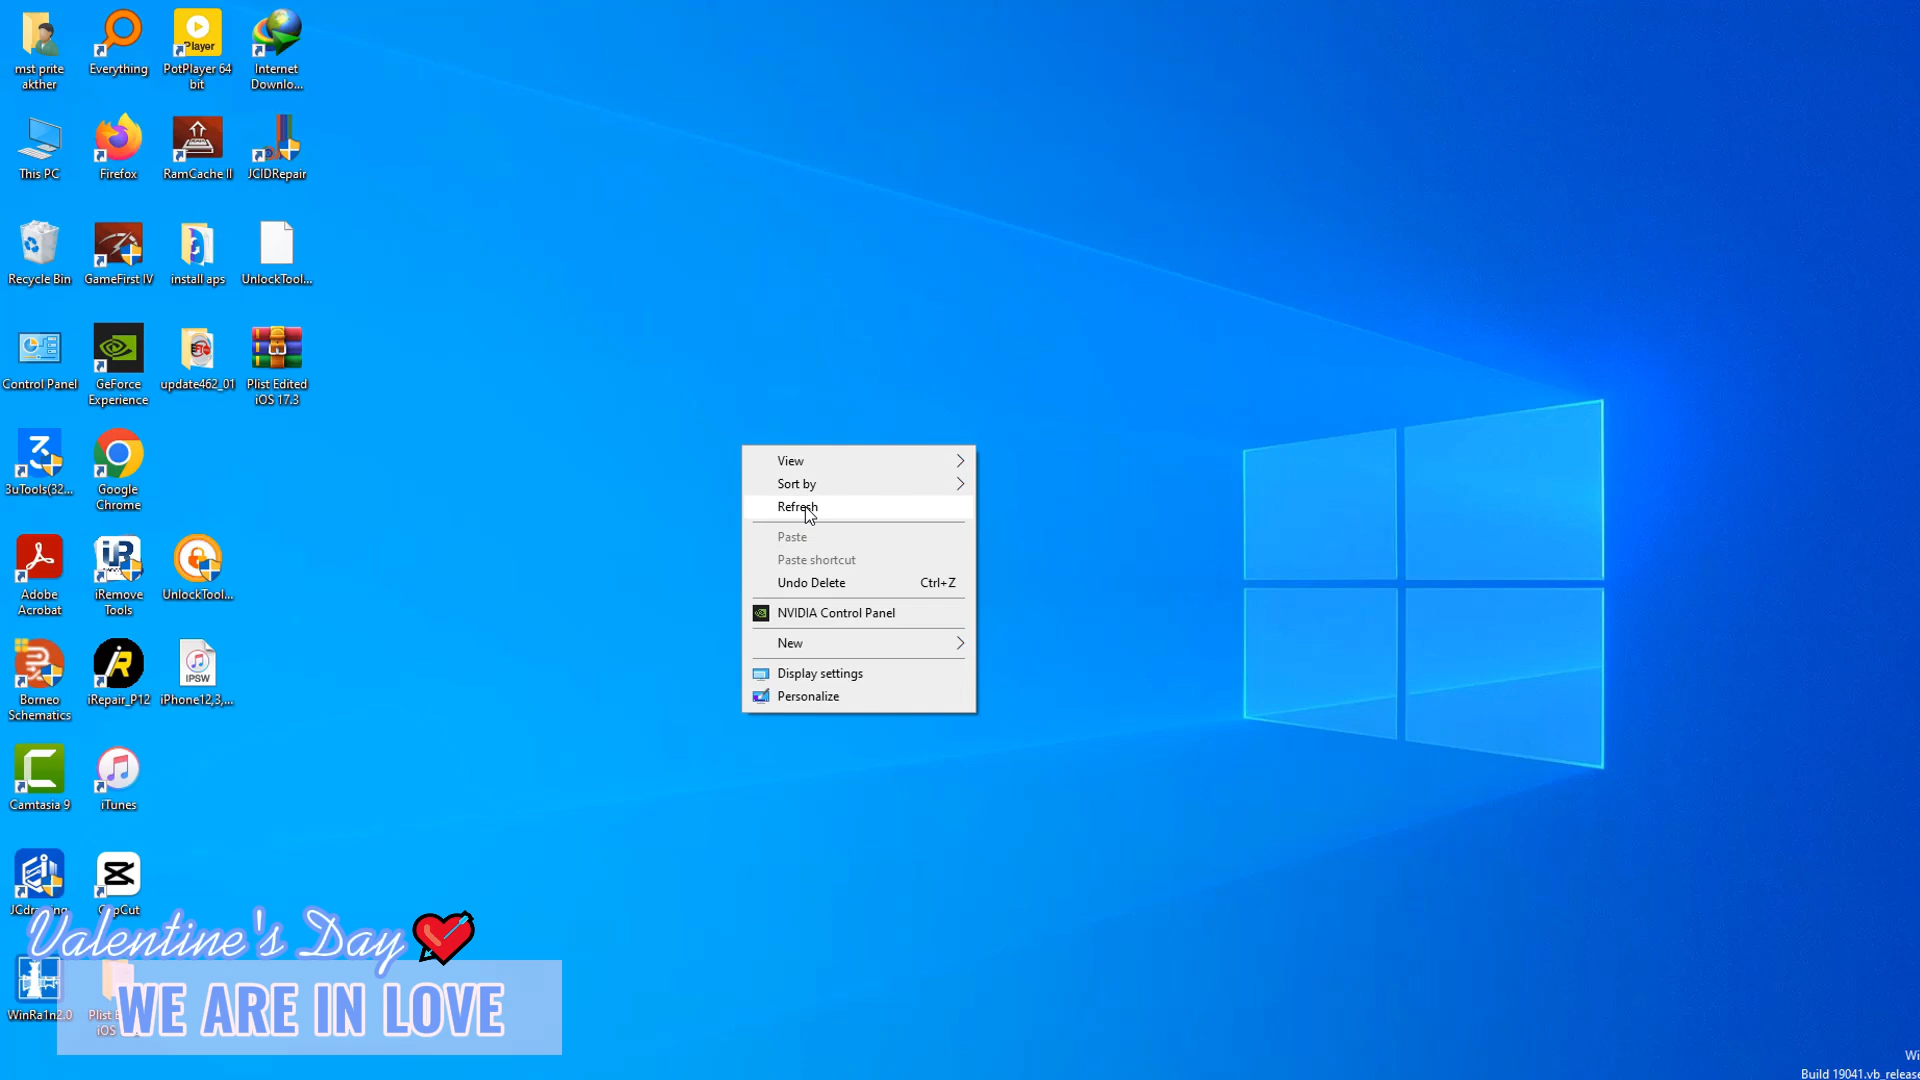 mst prite
akther
Everything
Player
PotPlayer 64
bit
Internet
Downlo...
This PC
Firefox
RamCache II
JCIDRepair
Recycle Bin
GameFirst IV
install aps
UnlockTool...
Control Panel
GeForce
Experience
update462_01
Plist Edited
iOS 17.3
3uTools(32...
Google
Chrome
Adobe
Acrobat
iR
iRemove
Tools
UnlockTool...
Borneo
Schematics
iRepair_P12
IPSW
iPhone12,3,...
Camtasia 9
iTunes
WinRa1n2.0
View
Sort by
Refresh
Paste
Paste shortcut
Undo Delete Ctrl+Z
NVIDIA Control Panel
New
Display settings
Personalize
Valentine's Day
WE ARE IN LOVE
Build 19041.vb_release